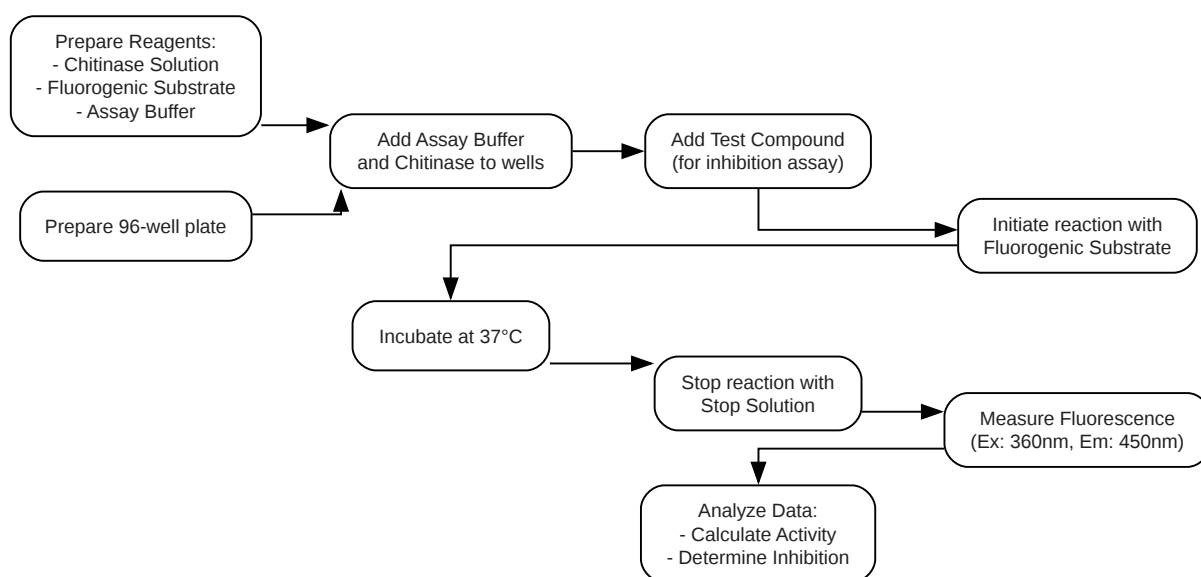 Prepare Reagents:
- Chitinase Solution
- Fluorogenic Substrate
- Assay Buffer
Prepare 96-well plate
Add Assay Buffer
and Chitinase to wells
Add Test Compound
(for inhibition assay)
Initiate reaction with
Fluorogenic Substrate
Incubate at 37°C
Stop reaction with
Stop Solution
Measure Fluorescence
(Ex: 360nm, Em: 450nm)
Analyze Data:
- Calculate Activity
- Determine Inhibition